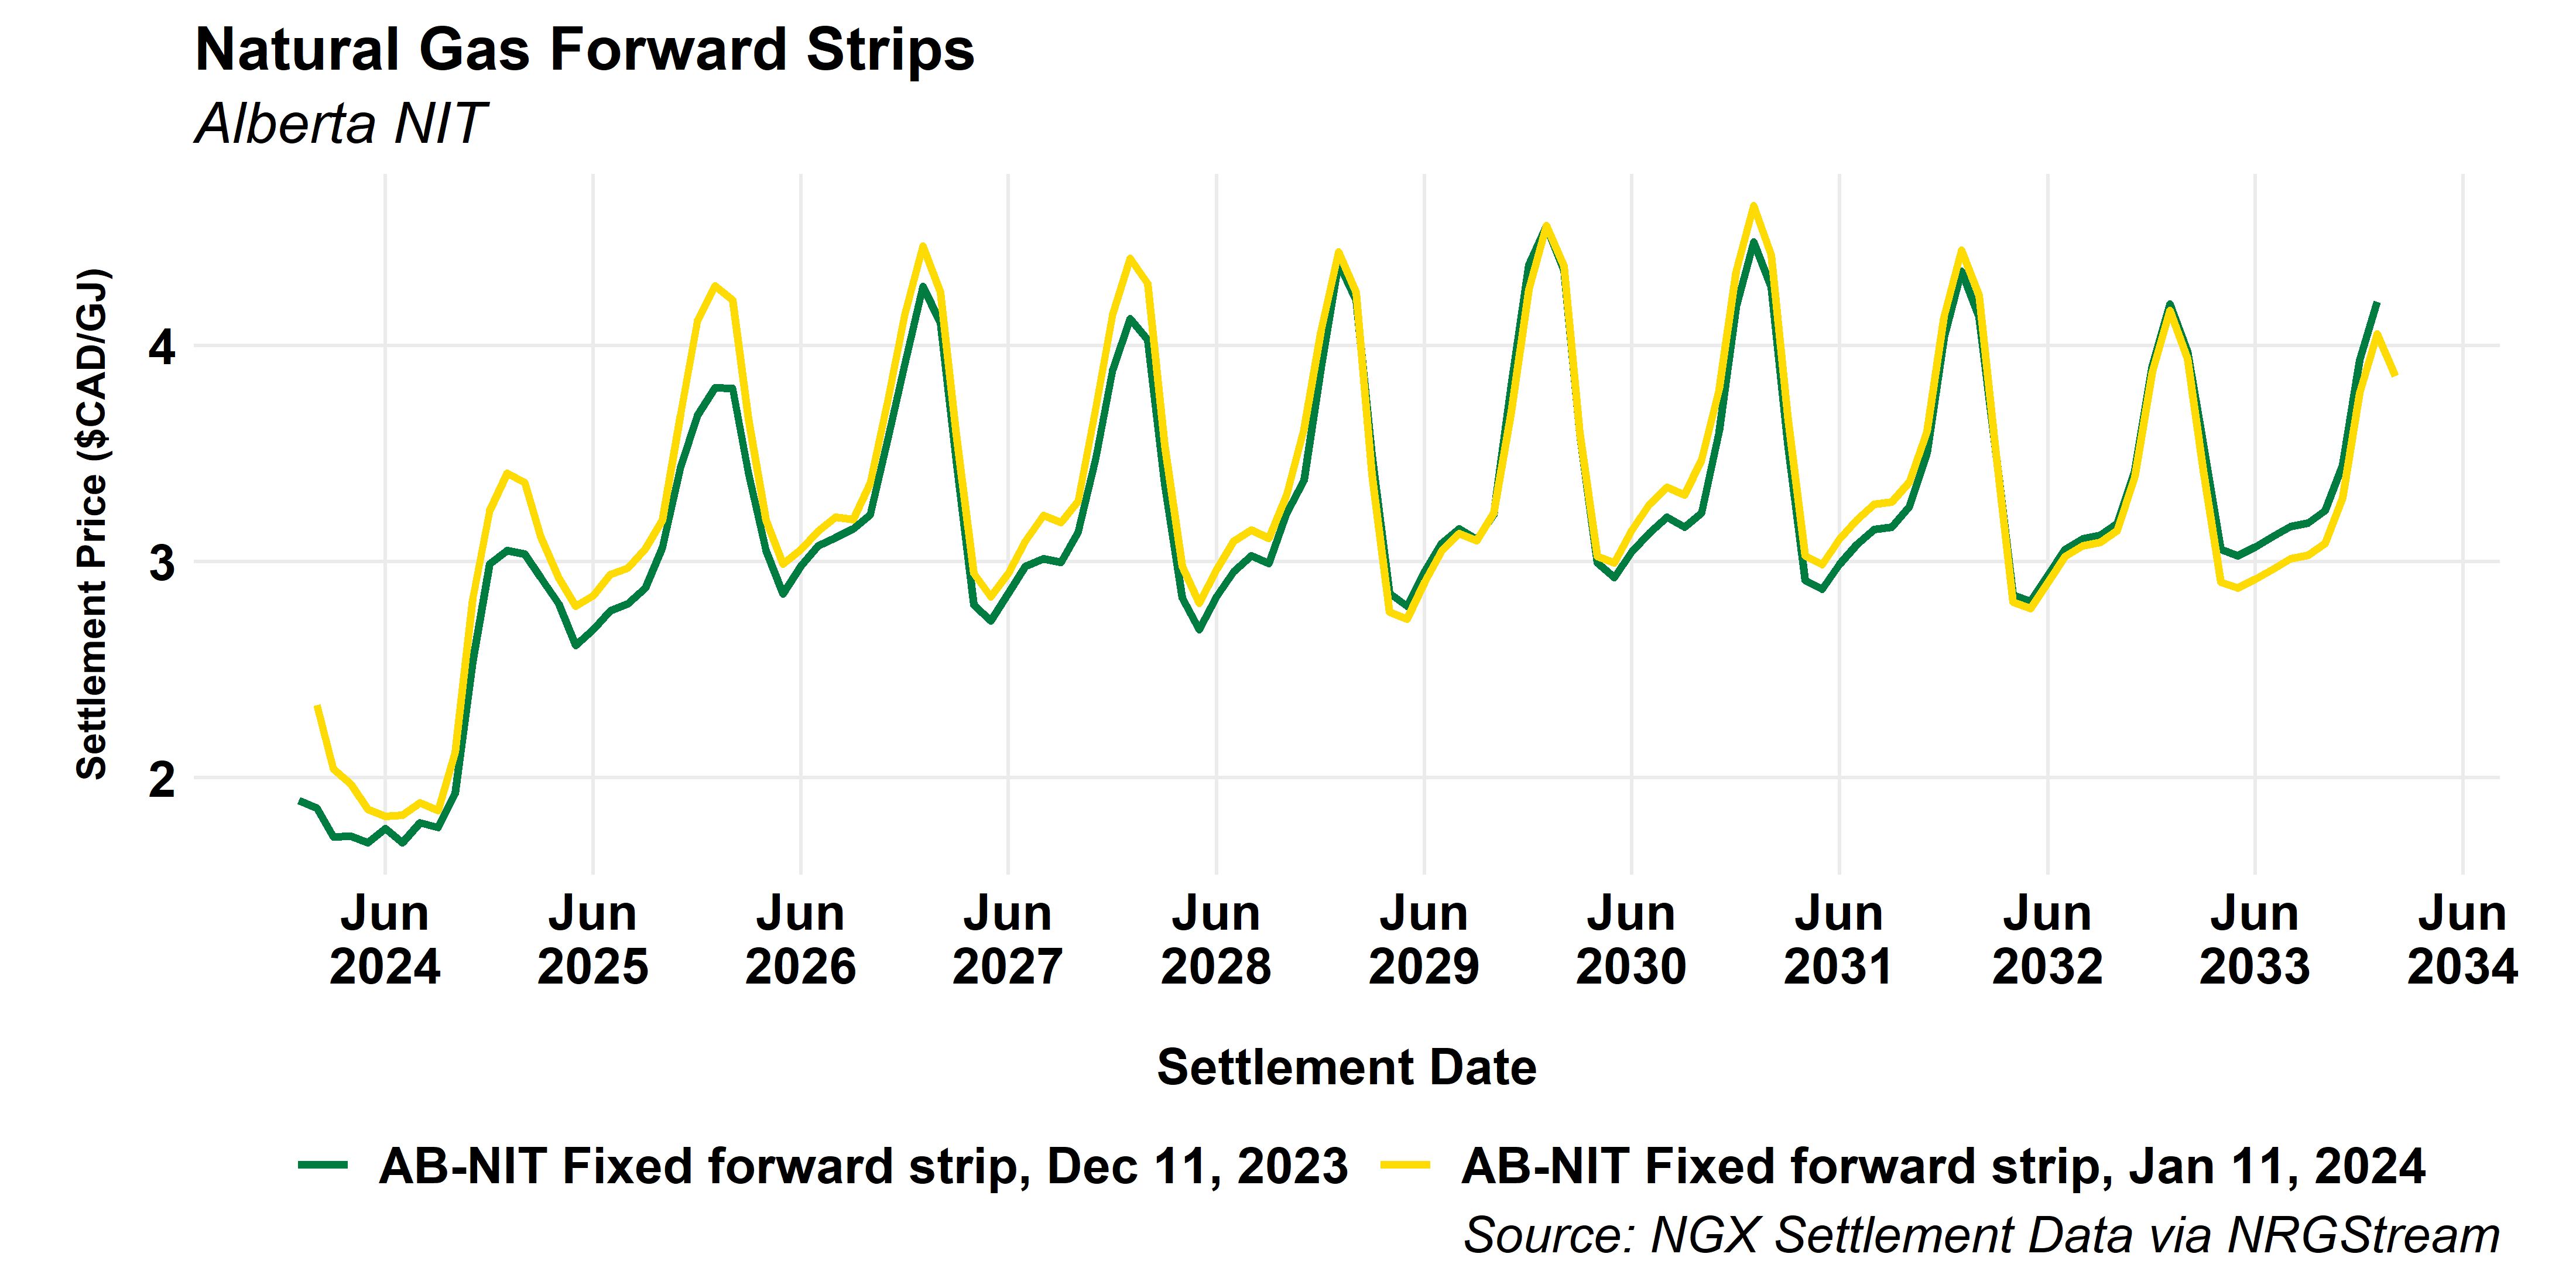 Natural Gas Forward Strips
Alberta NIT
Settlement Price ($CAD/GJ)
4
3
2
Jun 2024
Jun 2025
Jun 2026
Jun 2027
Jun 2028
Jun 2029
Jun 2030
Jun 2031
Jun 2032
Jun 2033
Jun 2034
Settlement Date
AB-NIT Fixed forward strip, Dec 11, 2023
AB-NIT Fixed forward strip, Jan 11, 2024
Source: NGX Settlement Data via NRGStream